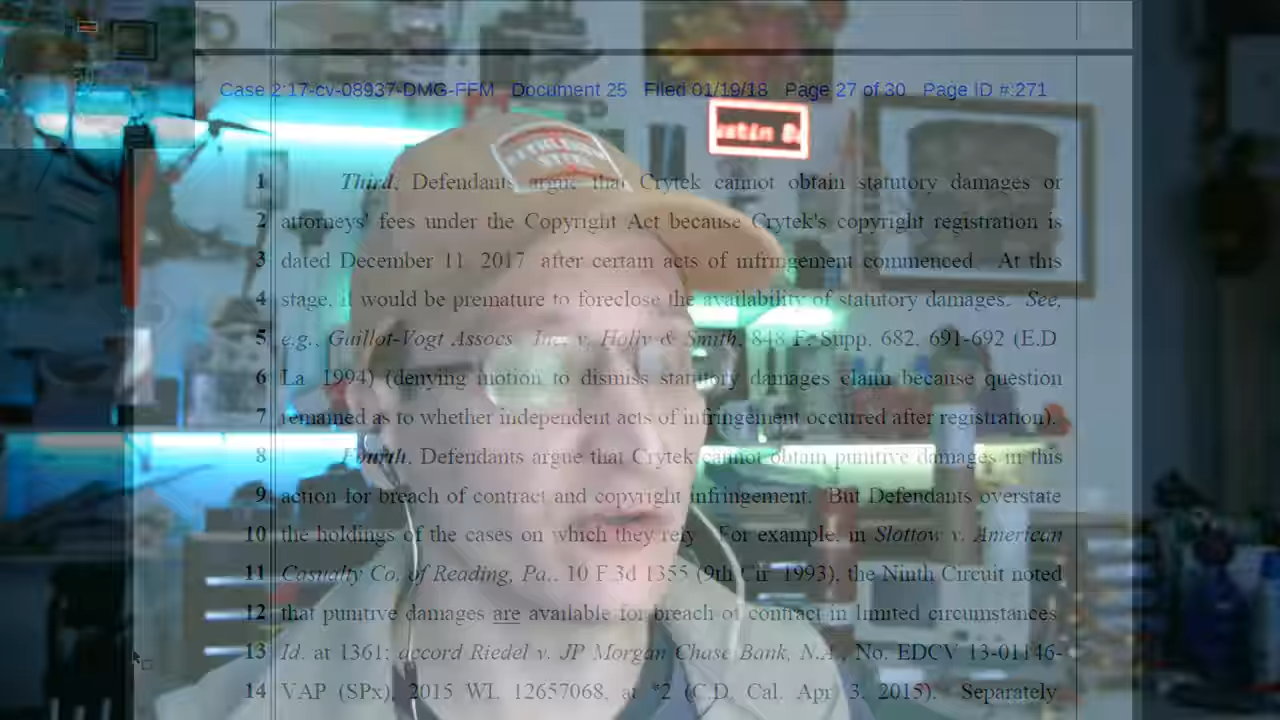 Case 2:17-cv-08937-DMG-FFM Document 25 Filed 01/19/18 Page 27 of 30 Page ID #:271
1 Third, Defendants argue that Crytek cannot obtain statutory damages or
2 attorneys' fees under the Copyright Act because Crytek's copyright registration is
3 dated December 11, 2017, after certain acts of infringement commenced. At this
4 stage, it would be premature to foreclose the availability of statutory damages. See,
5 e.g., Guillot-Vogt Assocs., Inc. v. Holly & Smith, 848 F. Supp. 682, 691-692 (E.D.
6 La. 1994) (denying motion to dismiss statutory damages claim because question
7 remained as to whether independent acts of infringement occurred after registration).
8 Fourth, Defendants argue that Crytek cannot obtain punitive damages in this
9 action for breach of contract and copyright infringement. But Defendants overstate
10 the holdings of the cases on which they rely. For example, in Slottow v. American
11 Casualty Co. of Reading, Pa., 10 F.3d 1355 (9th Cir. 1993), the Ninth Circuit noted
12 that punitive damages are available for breach of contract in limited circumstances.
13 Id. at 1361; accord Riedel v. JP Morgan Chase Bank, N.A., No. EDCV 13-01146-
14 VAP (SPx), 2015 WL 12657068, at *2 (C.D. Cal. Apr. 3, 2015). Separately